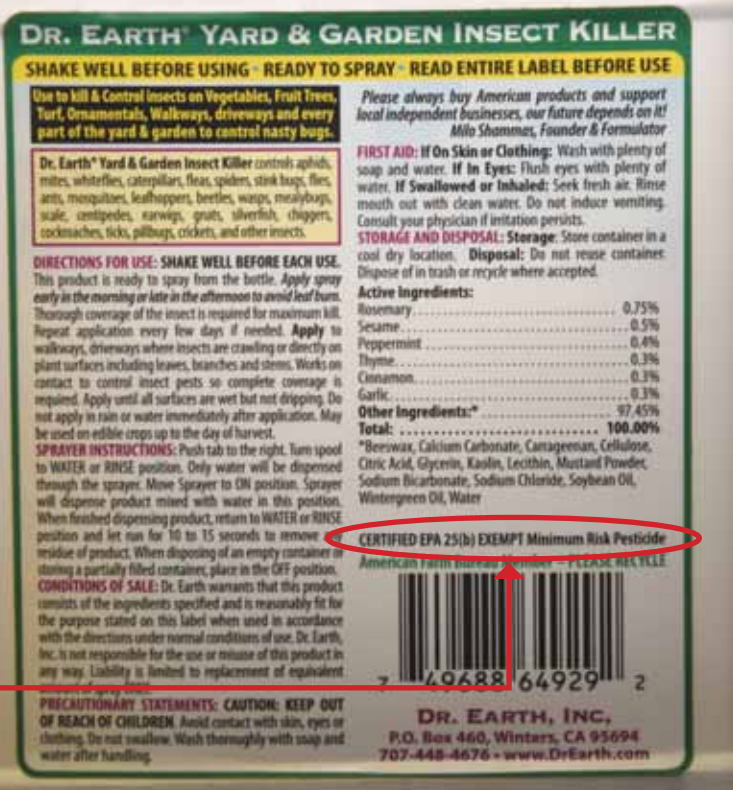 DR. EARTH® YARD & GARDEN INSECT KILLER
SHAKE WELL BEFORE USING · READY TO SPRAY · READ ENTIRE LABEL BEFORE USE
Use to kill & Control insects on Vegetables, Fruit Trees,
Turf, Ornamentals, Walkways, driveways and every
part of the yard & garden to control nasty bugs.
Dr. Earth® Yard & Garden Insect Killer controls aphids,
mites, whiteflies, caterpillars, fleas, spiders, stink bugs, flies,
ants, mosquitoes, leafhoppers, beetles, wasps, mealybugs,
scale, centipedes, earwigs, gnats, silverfish, chiggers,
cockroaches, ticks, pillbugs, crickets, and other insects.
DIRECTIONS FOR USE: SHAKE WELL BEFORE EACH USE.
This product is ready to spray from the bottle. Apply spray
early in the morning or late in the afternoon to avoid leaf burn.
Thorough coverage of the insect is required for maximum kill.
Repeat application every few days if needed. Apply to
walkways, driveways where insects are crawling or directly on
plant surfaces including leaves, branches and stems. Works on
contact to control insect pests so complete coverage is
required. Apply until all surfaces are wet but not dripping. Do
not apply in rain or water immediately after application. May
be used on edible crops up to the day of harvest.
SPRAYER INSTRUCTIONS: Push tab to the right. Turn spool
to WATER or RINSE position. Only water will be dispensed
through the sprayer. Move Sprayer to ON position. Sprayer
will dispense product mixed with water in this position.
When finished dispensing product, return to WATER or RINSE
position and let run for 10 to 15 seconds to remove
residue of product. When disposing of an empty container or
storing a partially filled container, place in the OFF position.
CONDITIONS OF SALE: Dr. Earth warrants that this product
consists of the ingredients specified and is reasonably fit for
the purpose stated on this label when used in accordance
with the directions under normal conditions of use. Dr. Earth,
Inc. is not responsible for the use or misuse of this product in
any way. Liability is limited to replacement of equivalent
PRECAUTIONARY STATEMENTS: CAUTION: KEEP OUT
OF REACH OF CHILDREN. Avoid contact with skin, eyes or
clothing. Do not swallow. Wash thoroughly with soap and
water after handling.
Please always buy American products and support
local independent businesses, our future depends on it!
Milo Shammas, Founder & Formulator
FIRST AID: If On Skin or Clothing: Wash with plenty of
soap and water. If In Eyes: Flush eyes with plenty of
water. If Swallowed or Inhaled: Seek fresh air. Rinse
mouth out with clean water. Do not induce vomiting.
Consult your physician if irritation persists.
STORAGE AND DISPOSAL: Storage: Store container in a
cool dry location. Disposal: Do not reuse container.
Dispose of in trash or recycle where accepted.
Active Ingredients:
Rosemary 0.75%
Sesame 0.5%
Peppermint 0.4%
Thyme 0.3%
Cinnamon 0.3%
Garlic 0.3%
Other Ingredients:* 97.45%
Total: 100.00%
*Beeswax, Calcium Carbonate, Carrageenan, Cellulose,
Citric Acid, Glycerin, Kaolin, Lecithin, Mustard Powder,
Sodium Bicarbonate, Sodium Chloride, Soybean Oil,
Wintergreen Oil, Water
CERTIFIED EPA 25(b) EXEMPT Minimum Risk Pesticide
American Farm Bureau Member – PLEASE RECYCLE
7 49688 64929 2
DR. EARTH, INC.
P.O. Box 460, Winters, CA 95694
707-448-4676 • www.DrEarth.com